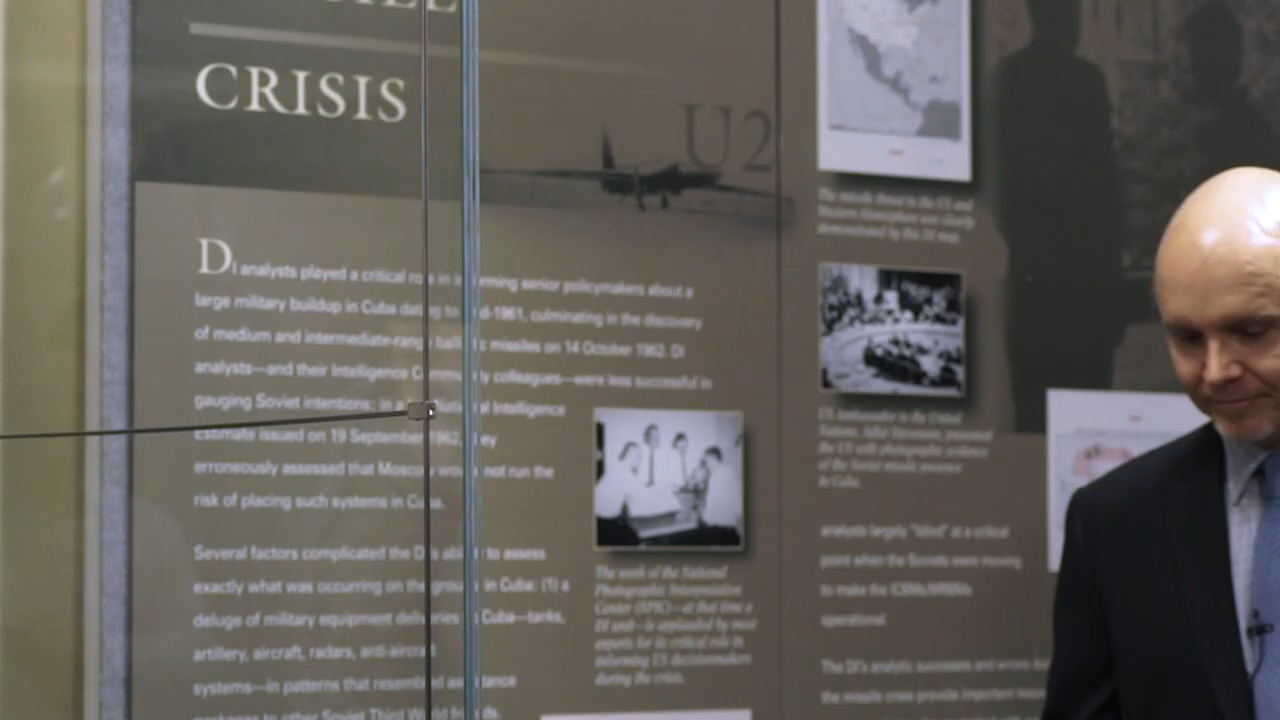 CRISIS
U2
DI analysts played a critical role in informing senior policymakers about a
large military buildup in Cuba dating to mid-1961, culminating in the discovery
of medium and intermediate-range ballistic missiles on 14 October 1962. DI
analysts—and their Intelligence Community colleagues—were less successful in
gauging Soviet intentions; in a National Intelligence
Estimate issued on 19 September 1962, they
erroneously assessed that Moscow would not run the
risk of placing such systems in Cuba.
Several factors complicated the DI's ability to assess
exactly what was occurring on the ground in Cuba: (1) a
deluge of military equipment deliveries to Cuba—tanks,
artillery, aircraft, radars, anti-aircraft
systems—in patterns that resembled assistance
packages to other Soviet Third World friends.
The work of the National
Photographic Interpretation
Center (NPIC)—at that time a
DI unit—is applauded by most
experts for its critical role in
informing US decisionmakers
during the crisis.
The missile threat to the US and
Western Hemisphere was clearly
demonstrated by this DI map.
US Ambassador to the United
Nations, Adlai Stevenson, presented
the UN with photographic evidence
of the Soviet missile presence
in Cuba.
analysts largely "blind" at a critical
point when the Soviets were moving
to make the
operational.
The DI's analytic successes and errors
the missile crisis provide important